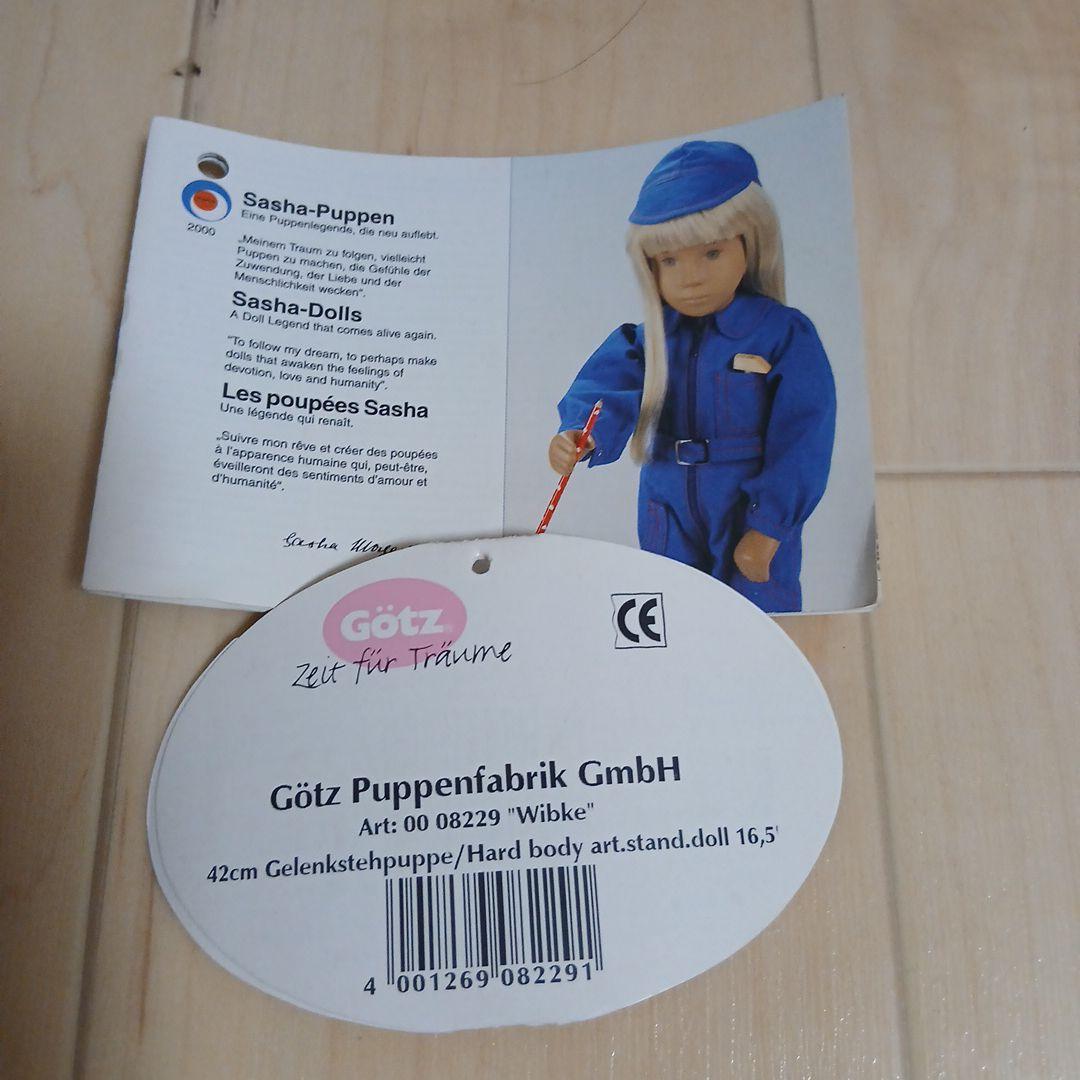 2000
Sasha-Puppen
Eine Puppenlegende, die neu auflebt.
„Meinem Traum zu folgen, vielleicht
Puppen zu machen, die Gefühle der
Zuwendung, der Liebe und der
Menschlichkeit wecken“.
Sasha-Dolls
A Doll Legend that comes alive again.
"To follow my dream, to perhaps make
dolls that awaken the feelings of
devotion, love and humanity".
Les poupées Sasha
Une légende qui renaît.
„Suivre mon rêve et créer des poupées
à l'apparence humaine qui, peut-être,
éveilleront des sentiments d'amour et
d'humanité“.
Sasha
Götz
Zeit für Träume
CE
Götz Puppenfabrik GmbH
Art: 00 08229 "Wibke"
42cm Gelenkstehpuppe/Hard body art.stand.doll 16,5'
4 001269 082291